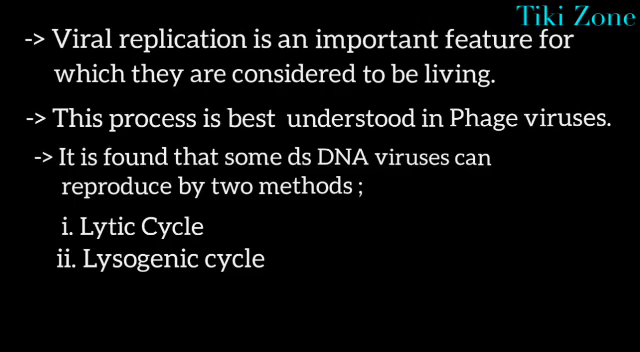 Tiki Zone
-> Viral replication is an important feature for
which they are considered to be living.
-> This process is best understood in Phage viruses.
-> It is found that some ds DNA viruses can
reproduce by two methods ;
i. Lytic Cycle
ii. Lysogenic cycle